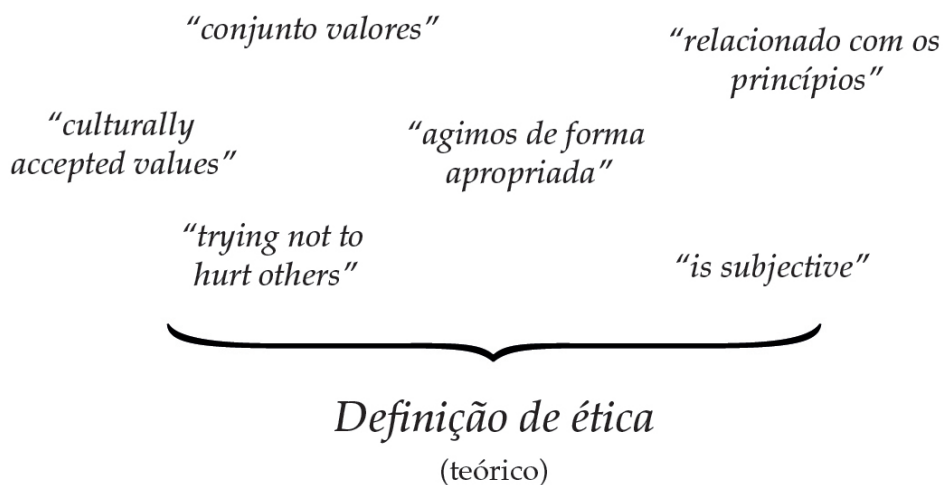 “conjunto valores”
“relacionado com os
princípios”
“culturally
accepted values”
“agimos de forma
apropriada”
“trying not to
hurt others”
“is subjective”
Definição de ética
(teórico)